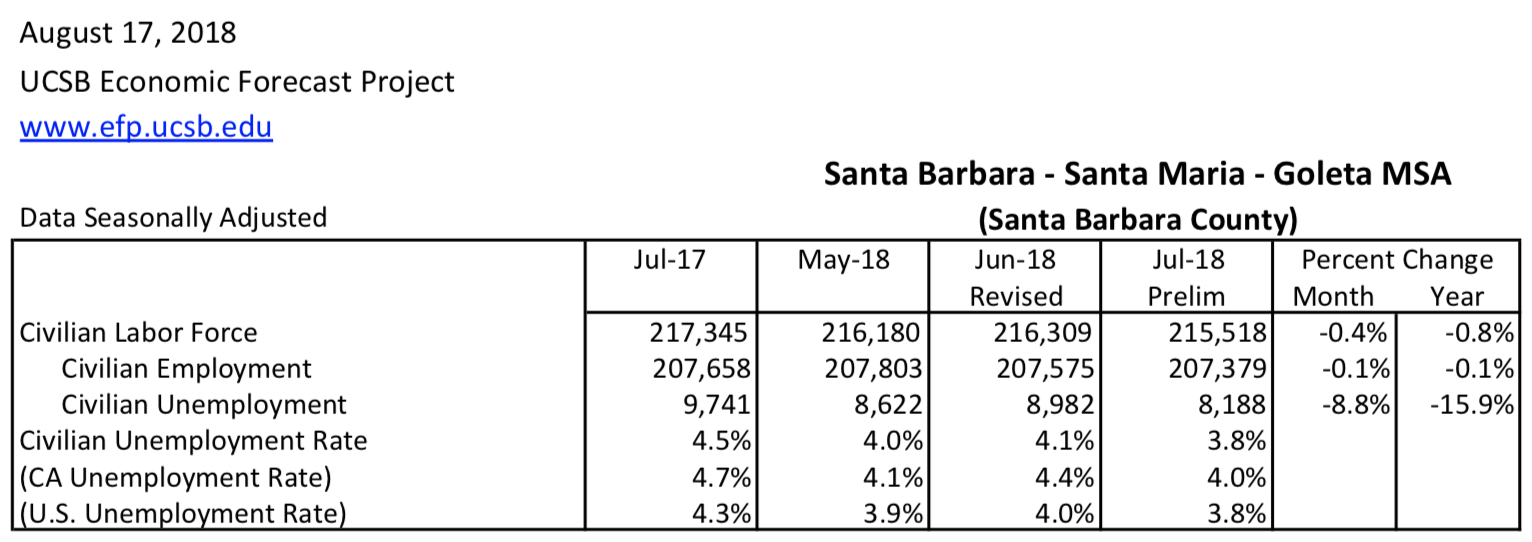 August 17, 2018
UCSB Economic Forecast Project
www.efp.ucsb.edu
Santa Barbara - Santa Maria - Goleta MSA
Data Seasonally Adjusted (Santa Barbara County)
Jul-17 May-18 Jun-18 Jul-18 Percent Change
Revised Prelim Month Year
Civilian Labor Force 217,345 216,180 216,309 215,518 -0.4% -0.8%
Civilian Employment 207,658 207,803 207,575 207,379 -0.1% -0.1%
Civilian Unemployment 9,741 8,622 8,982 8,188 -8.8% -15.9%
Civilian Unemployment Rate 4.5% 4.0% 4.1% 3.8%
(CA Unemployment Rate) 4.7% 4.1% 4.4% 4.0%
(U.S. Unemployment Rate) 4.3% 3.9% 4.0% 3.8%